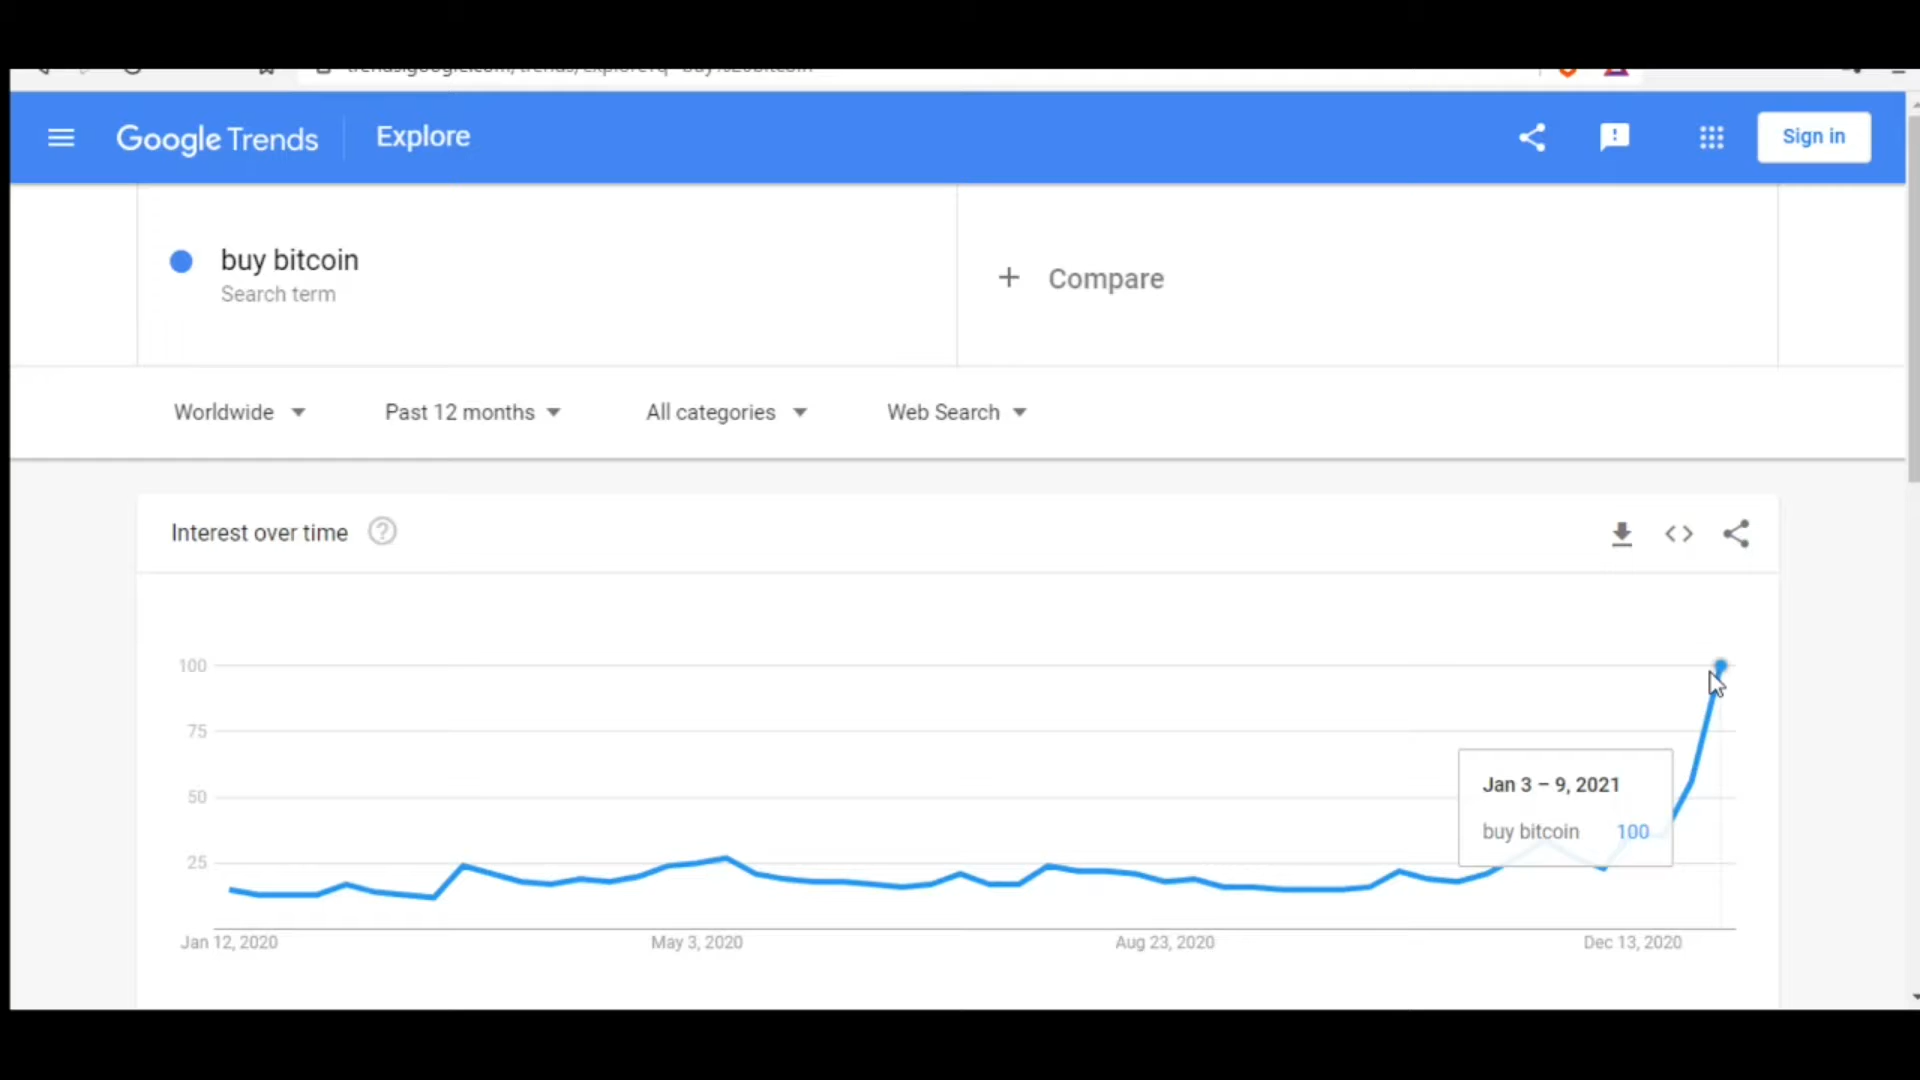 Google Trends Explore Sign in
buy bitcoin
Search term
+ Compare
Worldwide Past 12 months All categories Web Search
Interest over time
100
75
50
25
Jan 3 – 9, 2021
buy bitcoin 100
Jan 12, 2020 May 3, 2020 Aug 23, 2020 Dec 13, 2020